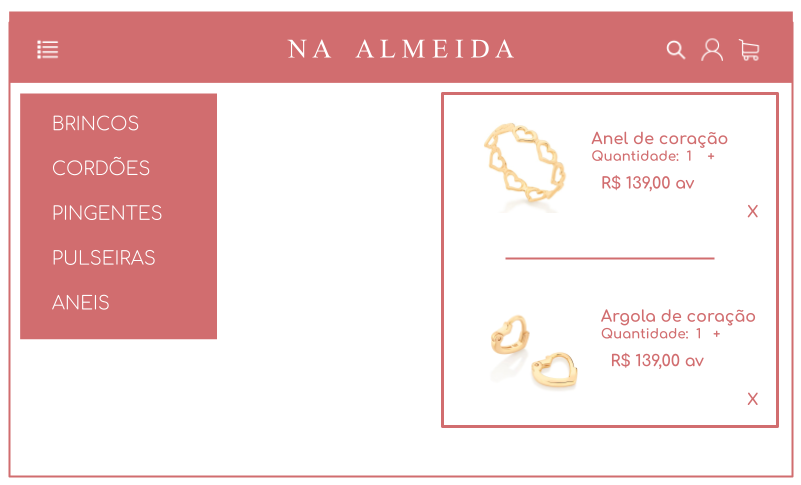 NA ALMEIDA
BRINCOS
CORDÕES
PINGENTES
PULSEIRAS
ANEIS
Anel de coração
Quantidade: 1 +
R$ 139,00 av
X
Argola de coração
Quantidade: 1 +
R$ 139,00 av
X